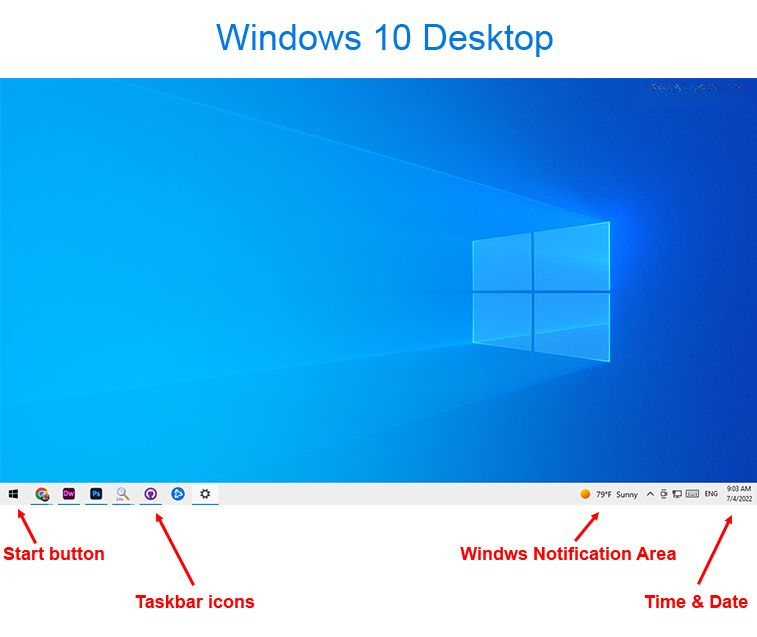 Windows 10 Desktop
Dw
Ps
79°F Sunny
ENG
9:03 AM
7/4/2022
Start button
Windws Notification Area
Taskbar icons
Time & Date